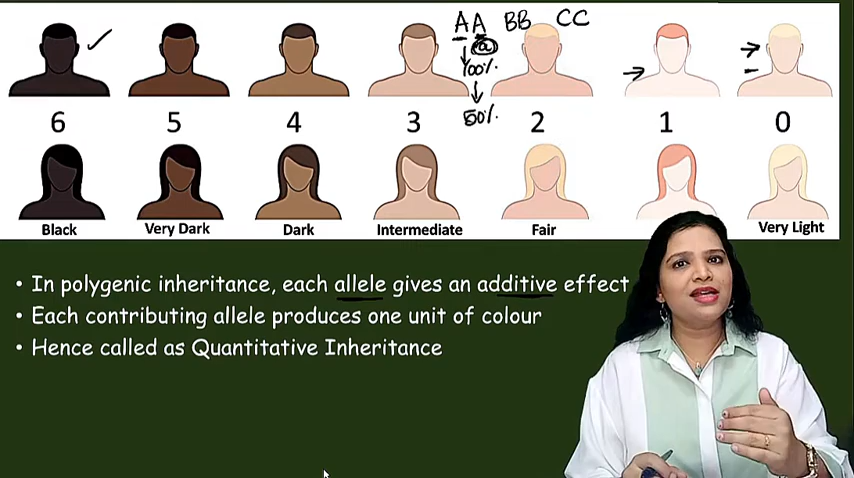 AA BB CC
a
100%.
50%.
6 5 4 3 2 1 0
Black Very Dark Dark Intermediate Fair Very Light
• In polygenic inheritance, each allele gives an additive effect
• Each contributing allele produces one unit of colour
• Hence called as Quantitative Inheritance